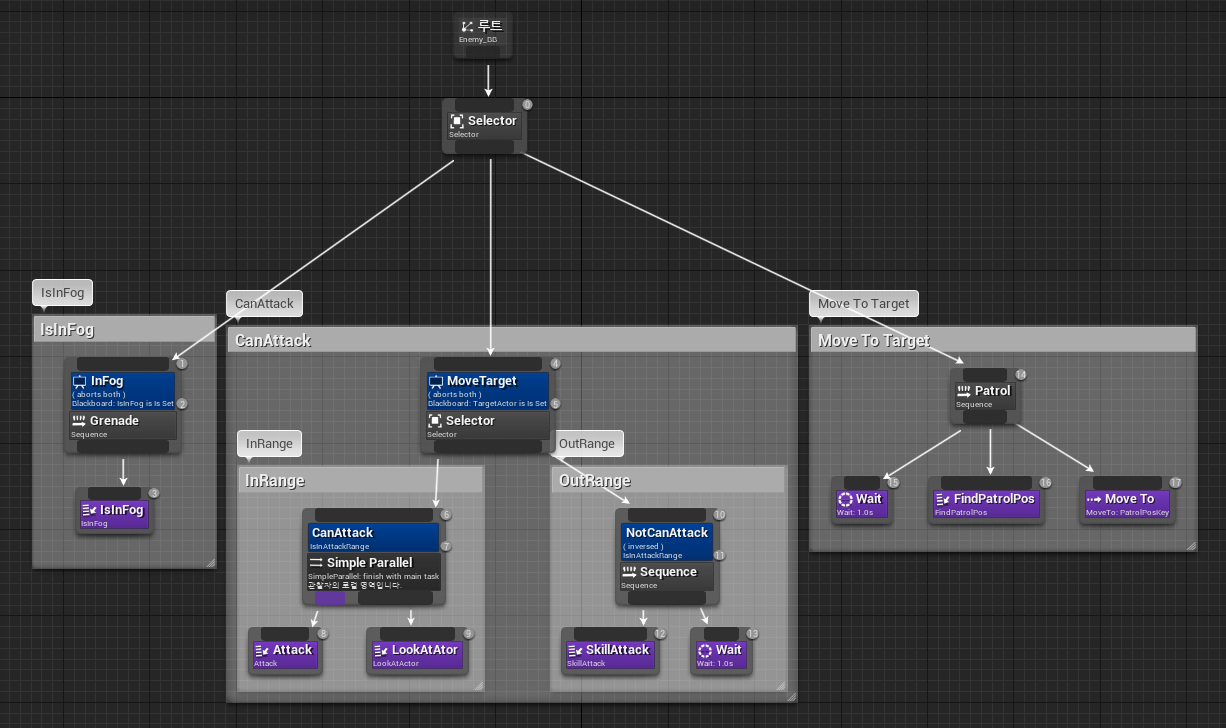 루트
Enemy_BB
0
Selector
Selector
IsInFog
IsInFog
1
InFog
( aborts both )
Blackboard: IsInFog is Is Set
2
Grenade
Sequence
3
IsInFog
IsInFog
CanAttack
CanAttack
4
MoveTarget
( aborts both )
Blackboard: TargetActor is Is Set
5
Selector
Selector
InRange
InRange
6
CanAttack
IsInAttackRange
7
Simple Parallel
SimpleParallel: finish with main task
관찰자의 로컬 영역입니다.
8
Attack
Attack
9
LookAtAtor
LookAtActor
OutRange
OutRange
10
NotCanAttack
( inversed )
IsInAttackRange
11
Sequence
Sequence
12
SkillAttack
SkillAttack
13
Wait
Wait: 1.0s
Move To Target
Move To Target
14
Patrol
Sequence
15
Wait
Wait: 1.0s
16
FindPatrolPos
FindPatrolPos
17
Move To
MoveTo: PatrolPosKey